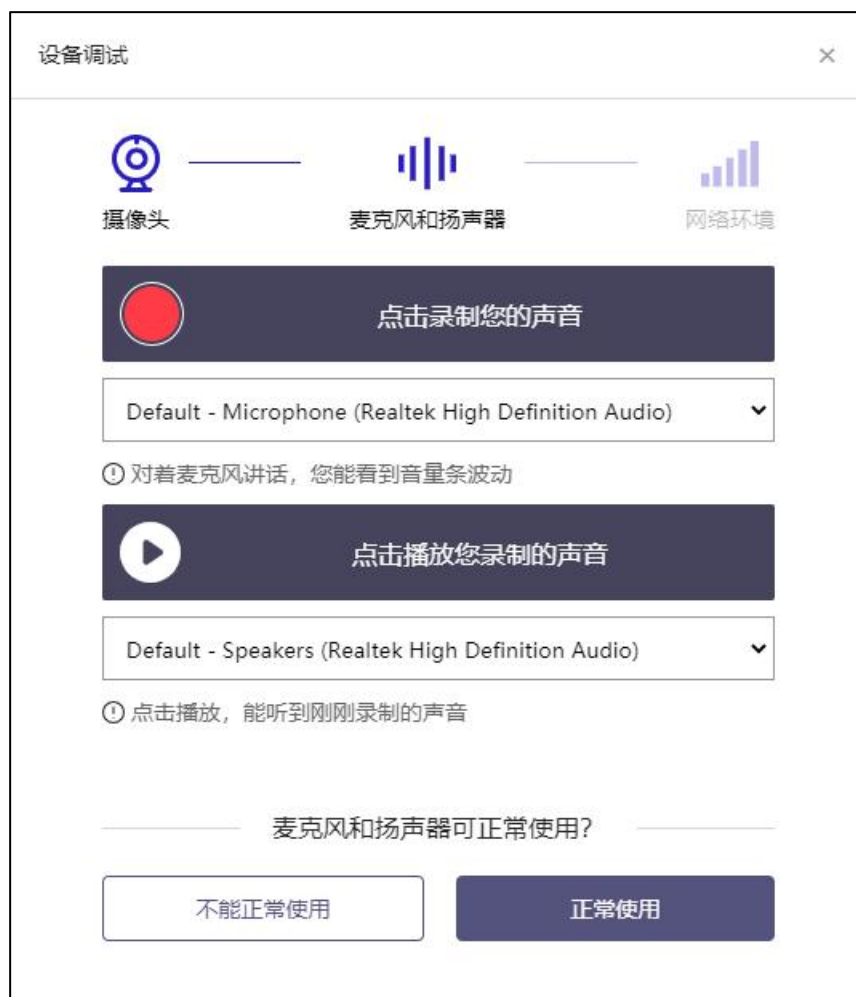 设备调试
摄像头
麦克风和扬声器
网络环境
点击录制您的声音
Default - Microphone (Realtek High Definition Audio)
对着麦克风讲话，您能看到音量条波动
点击播放您录制的声音
Default - Speakers (Realtek High Definition Audio)
点击播放，能听到刚刚录制的声音
麦克风和扬声器可正常使用?
不能正常使用
正常使用